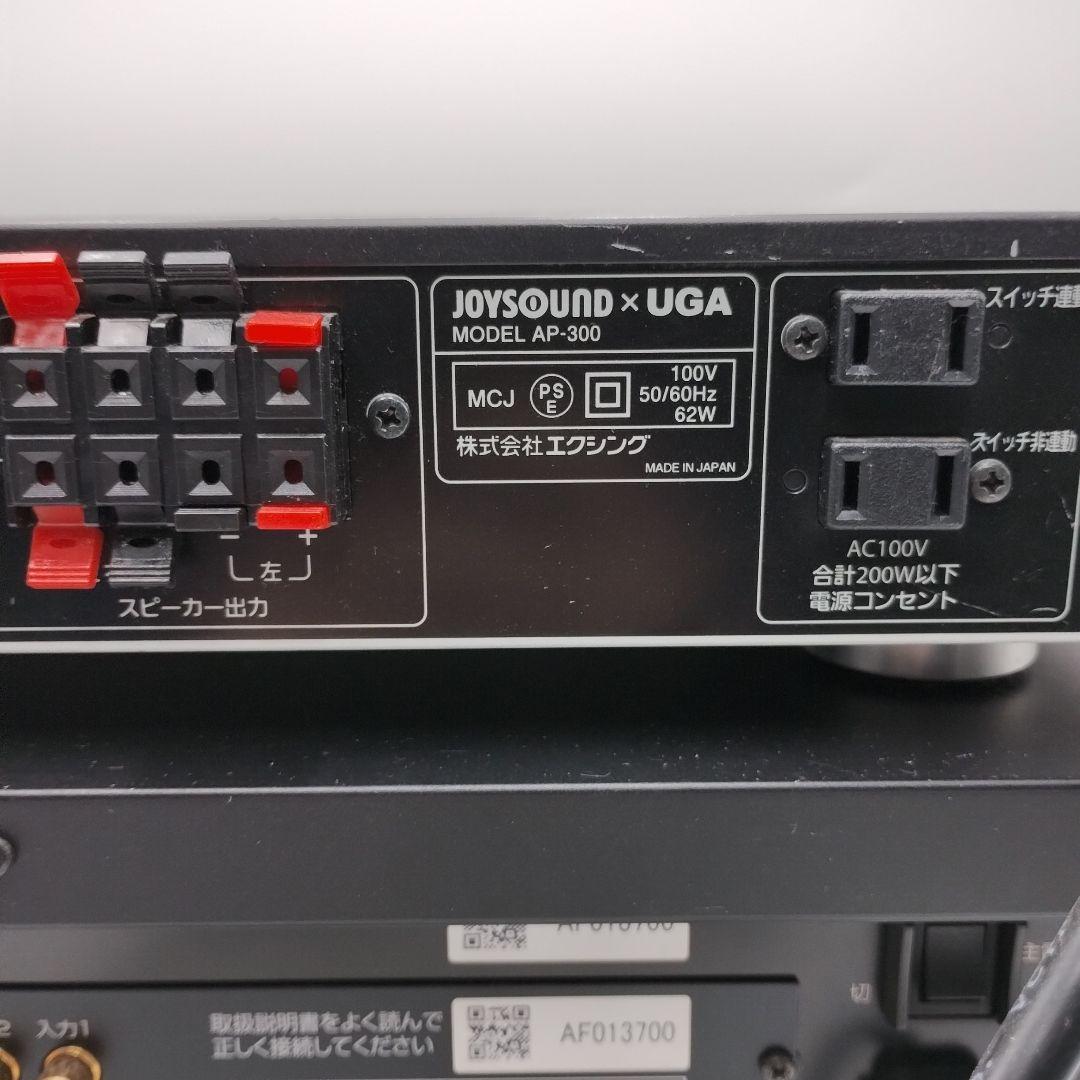 JOYSOUND × UGA
MODEL AP-300
MCJ
PS
E
100V
50/60Hz
62W
株式会社エクシング
MADE IN JAPAN
- +
左
スピーカー出力
スイッチ連動
スイッチ非連動
AC100V
合計200W以下
電源コンセント
AF013700
切
主
2
入力1
取扱説明書をよく読んで
正しく接続してください
AF013700